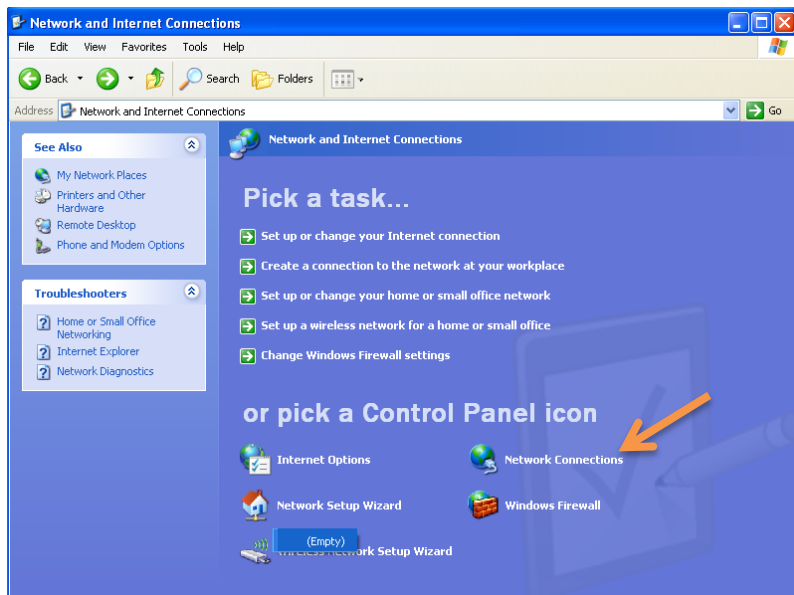 Network and Internet Connections
File Edit View Favorites Tools Help
Back Search Folders
Address Network and Internet Connections Go
See Also
My Network Places
Printers and Other
Hardware
Remote Desktop
Phone and Modem Options
Troubleshooters
Home or Small Office
Networking
Internet Explorer
Network Diagnostics
Network and Internet Connections
Pick a task...
Set up or change your Internet connection
Create a connection to the network at your workplace
Set up or change your home or small office network
Set up a wireless network for a home or small office
Change Windows Firewall settings
or pick a Control Panel icon
Internet Options
Network Connections
Network Setup Wizard
Windows Firewall
(Empty)
Wireless Network Setup Wizard